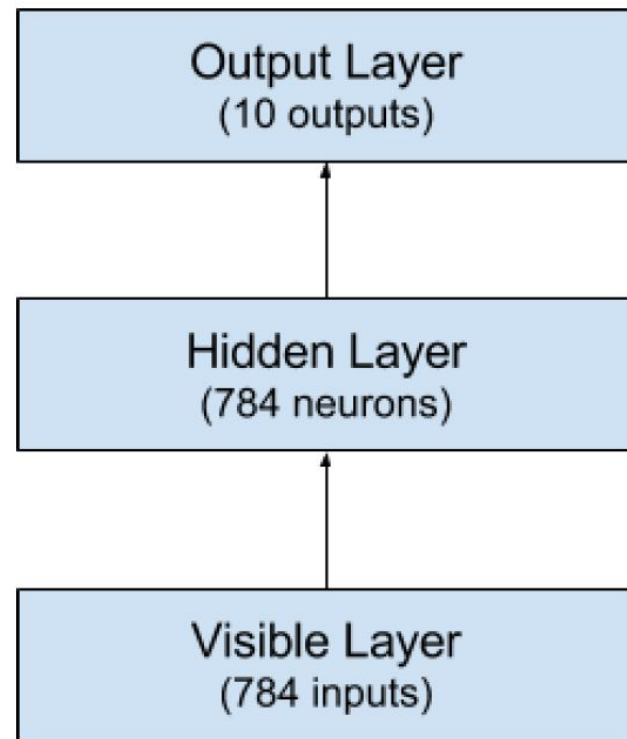 Output Layer
(10 outputs)
Hidden Layer
(784 neurons)
Visible Layer
(784 inputs)